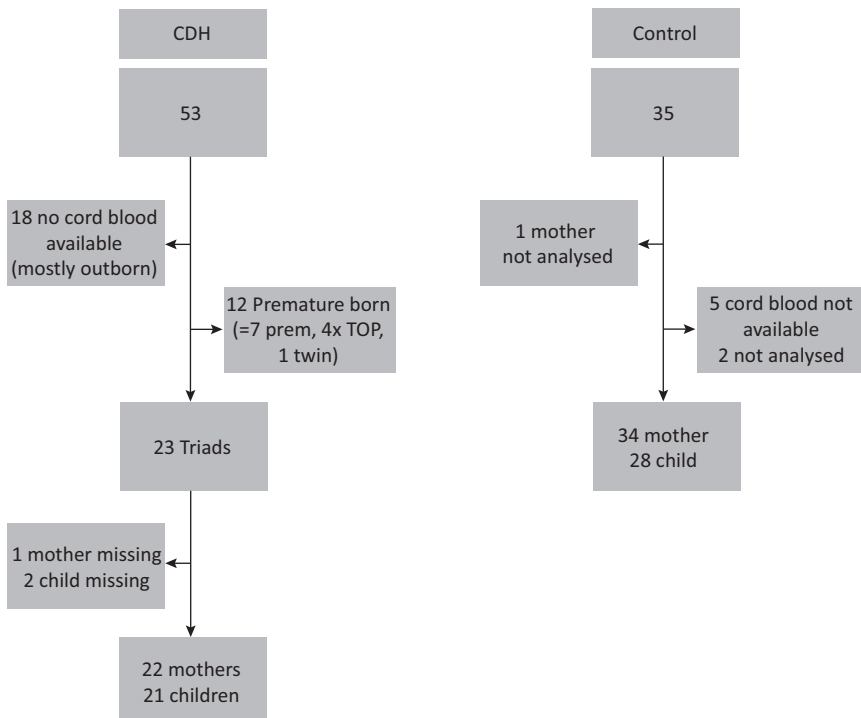 CDH
53
18 no cord blood
available
(mostly outborn)
12 Premature born
(=7 prem, 4x TOP,
1 twin)
23 Triads
1 mother missing
2 child missing
22 mothers
21 children
Control
35
1 mother
not analysed
5 cord blood not
available
2 not analysed
34 mother
28 child